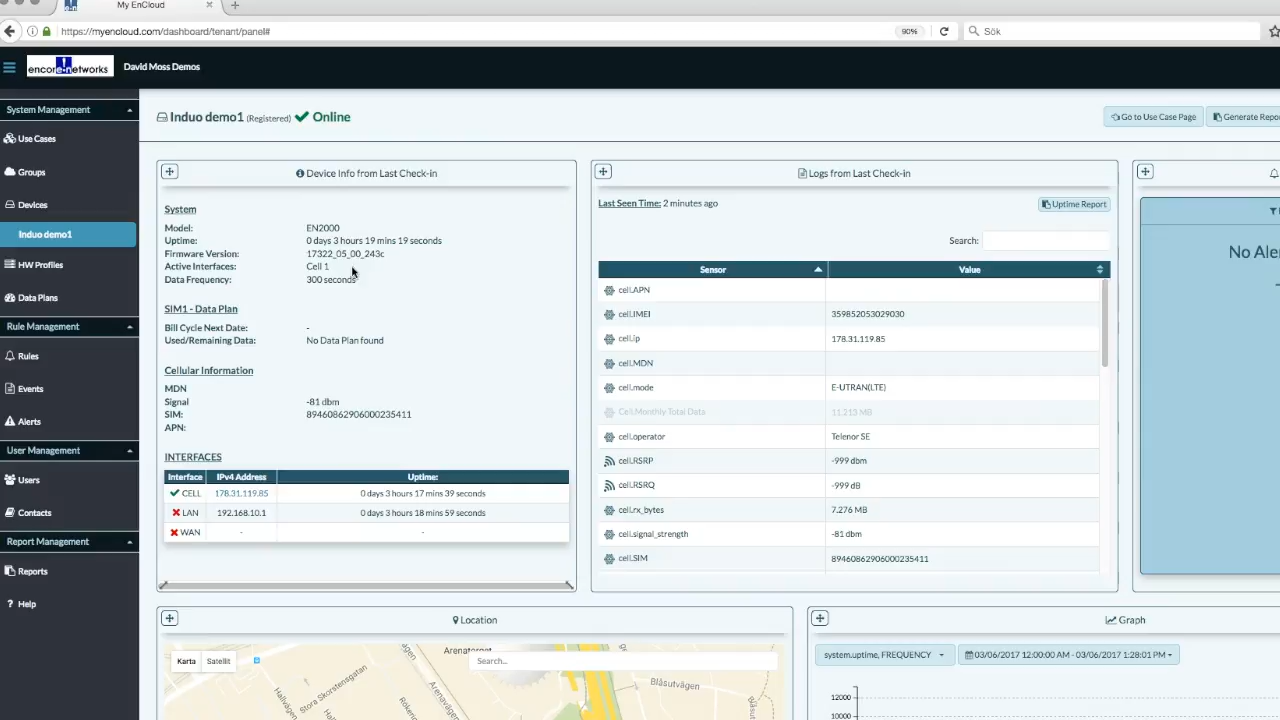 My EnCloud
https://myencloud.com/dashboard/tenant/panel#
90%
Sök
encore networks
David Moss Demos
System Management
Use Cases
Groups
Devices
Induo demo1
HW Profiles
Data Plans
Rule Management
Rules
Events
Alerts
User Management
Users
Contacts
Report Management
Reports
Help
Induo demo1 (Registered) Online
Go to Use Case Page
Generate Repo
Device Info from Last Check-in
System
Model: EN2000
Uptime: 0 days 3 hours 19 mins 19 seconds
Firmware Version: 17322_05_00_243c
Active Interfaces: Cell 1
Data Frequency: 300 seconds
SIM1 - Data Plan
Bill Cycle Next Date: -
Used/Remaining Data: No Data Plan found
Cellular Information
MDN
Signal -81 dbm
SIM: 89460862906000235411
APN:
INTERFACES
Interface IPv4 Address Uptime:
CELL 178.31.119.85 0 days 3 hours 17 mins 39 seconds
LAN 192.168.10.1 0 days 3 hours 18 mins 59 seconds
WAN - -
Logs from Last Check-in
Last Seen Time: 2 minutes ago
Uptime Report
Search:
Sensor Value
cell.APN
cell.IMEI 359852053029030
cell.ip 178.31.119.85
cell.MDN
cell.mode E-UTRAN(LTE)
Cell:Monthly Total Data 11.215 MB
cell.operator Telenor SE
cell.RSRP -999 dbm
cell.RSRQ -999 dB
cell.rx_bytes 7.276 MB
cell.signal_strength -81 dbm
cell.SIM 89460862906000235411
No Aler
Location
Karta Satellit
Search...
Arenatorget
Storstensgatan
Blåsutvägen
Graph
system.uptime, FREQUENCY
03/06/2017 12:00:00 AM - 03/06/2017 1:28:01 PM
12000
10000